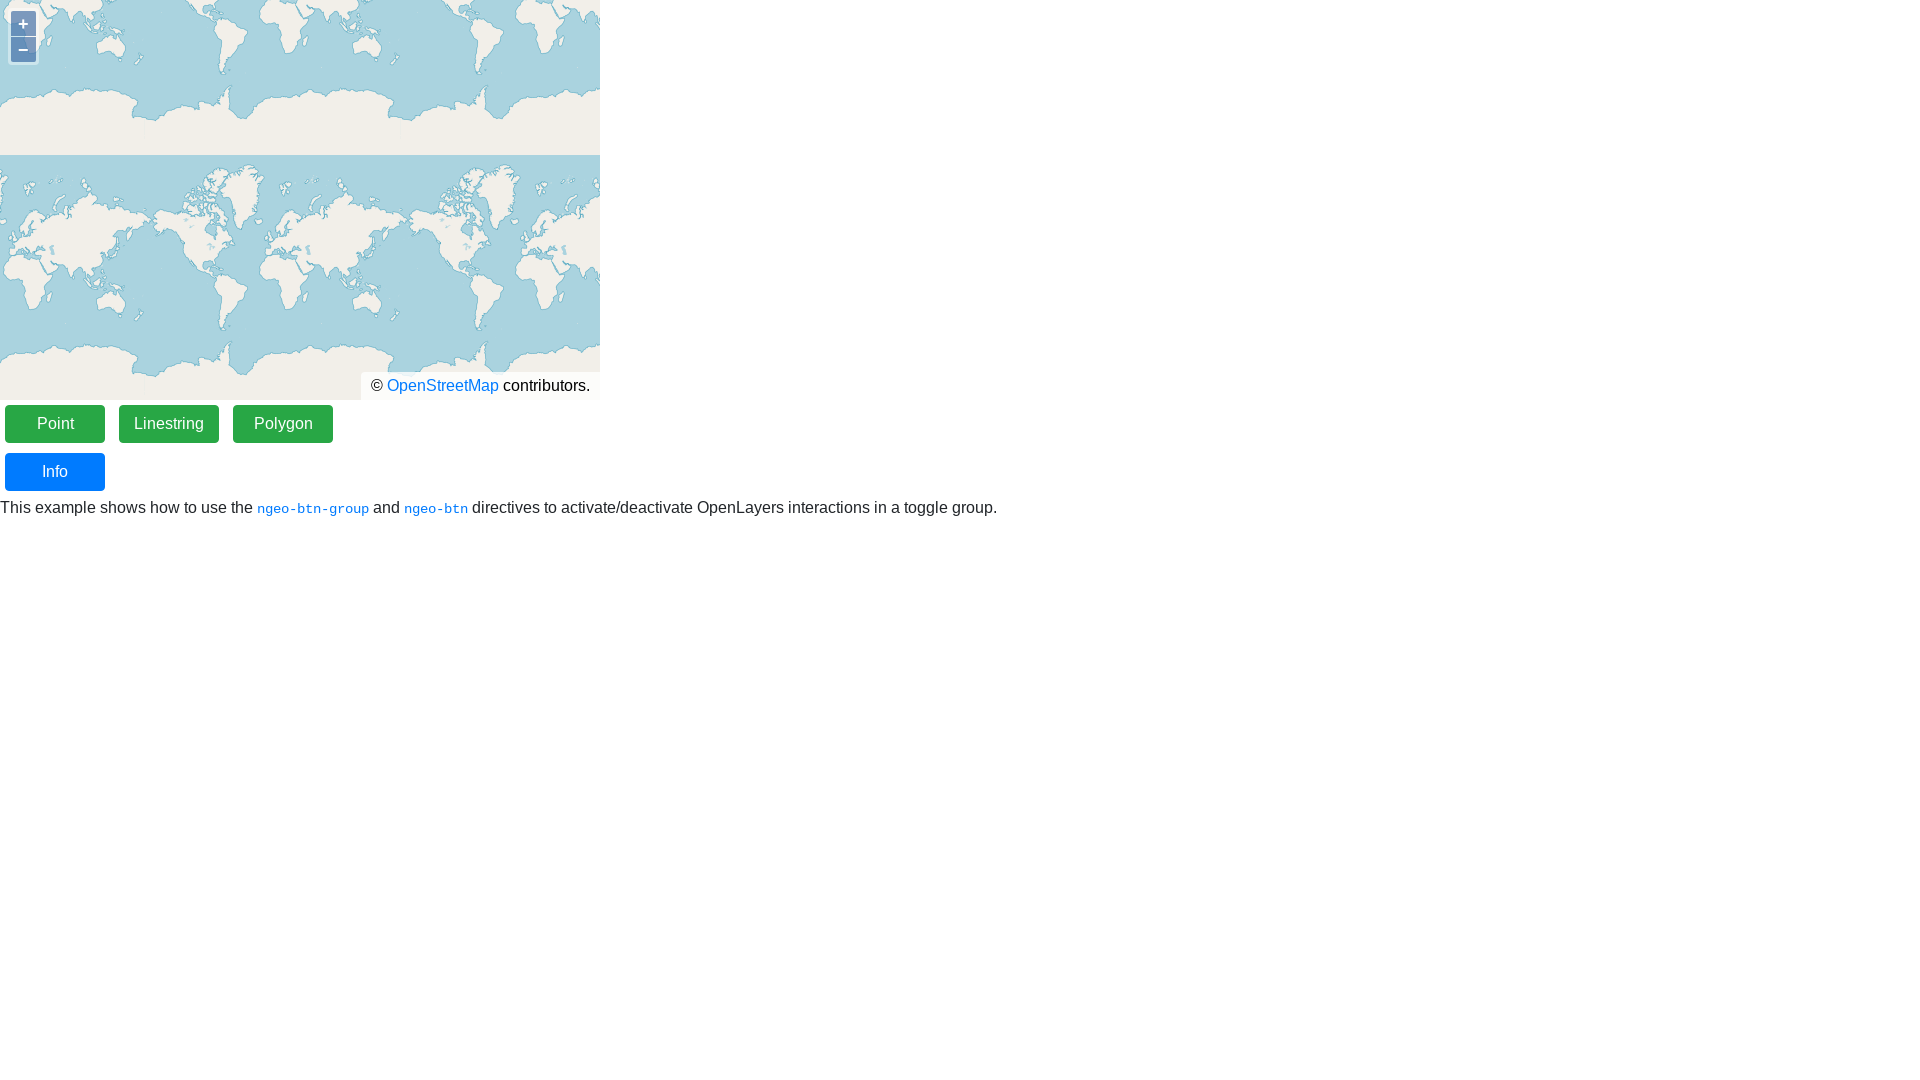 +
−
© OpenStreetMap contributors.
Point Linestring Polygon
Info
This example shows how to use the ngeo-btn-group and ngeo-btn directives to activate/deactivate OpenLayers interactions in a toggle group.